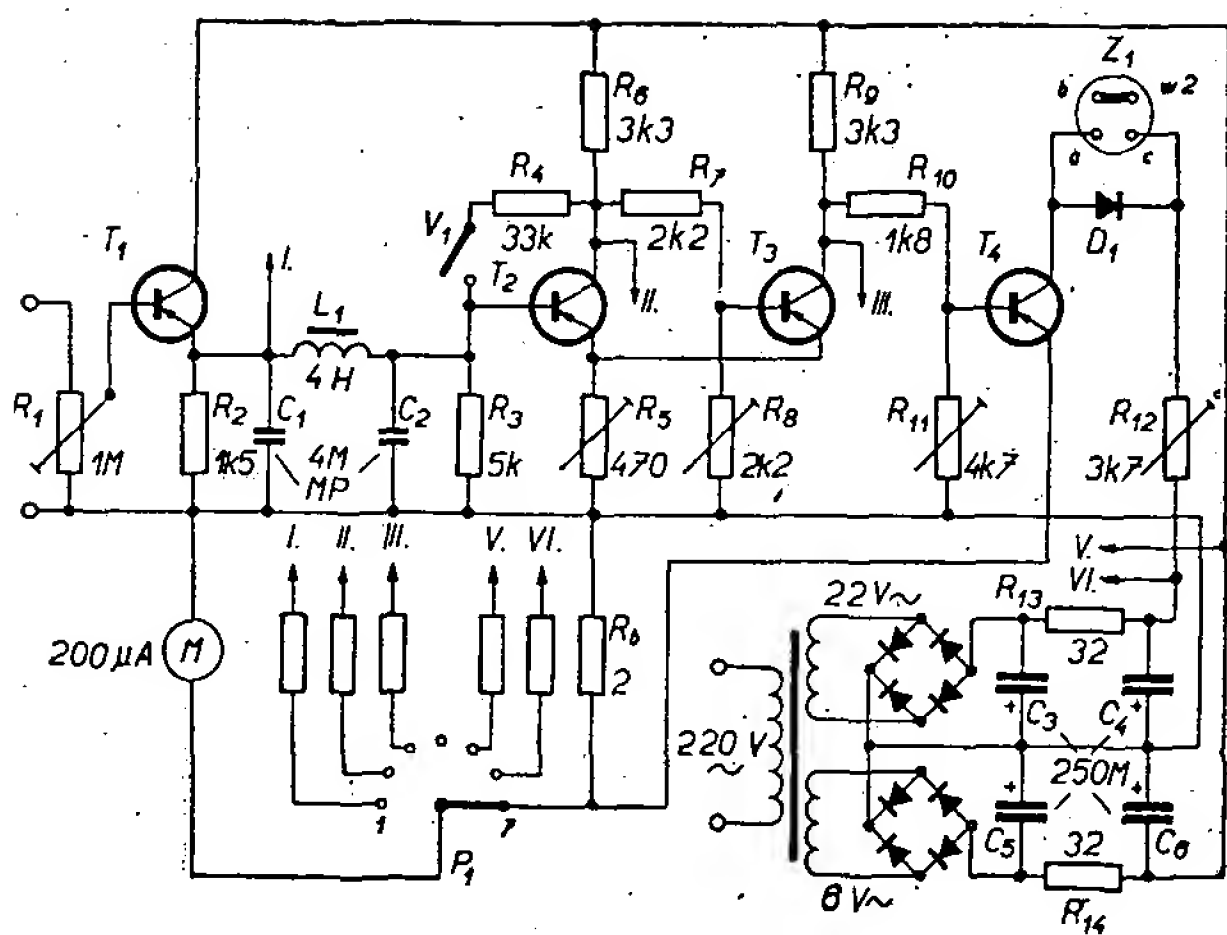 Z₁
b w2
a c
R₆
3k3
R₉
3k3
R₄
33k
R₇
2k2
R₁₀
1k8
D₁
V₁
T₁
I.
T₂
II.
T₃
III.
T₄
L₁
4H
R₁
1M
R₂
1k5
C₁
4M
MP
C₂
R₃
5k
R₅
470
R₈
2k2
R₁₁
4k7
R₁₂
3k7
I. II. III. V. VI.
V.
VI.
200μA M
R₆
2
22V~
R₁₃
32
C₃
C₄
220 V
~
250M
1 7
P₁
C₅
32
C₆
6V~
R₁₄